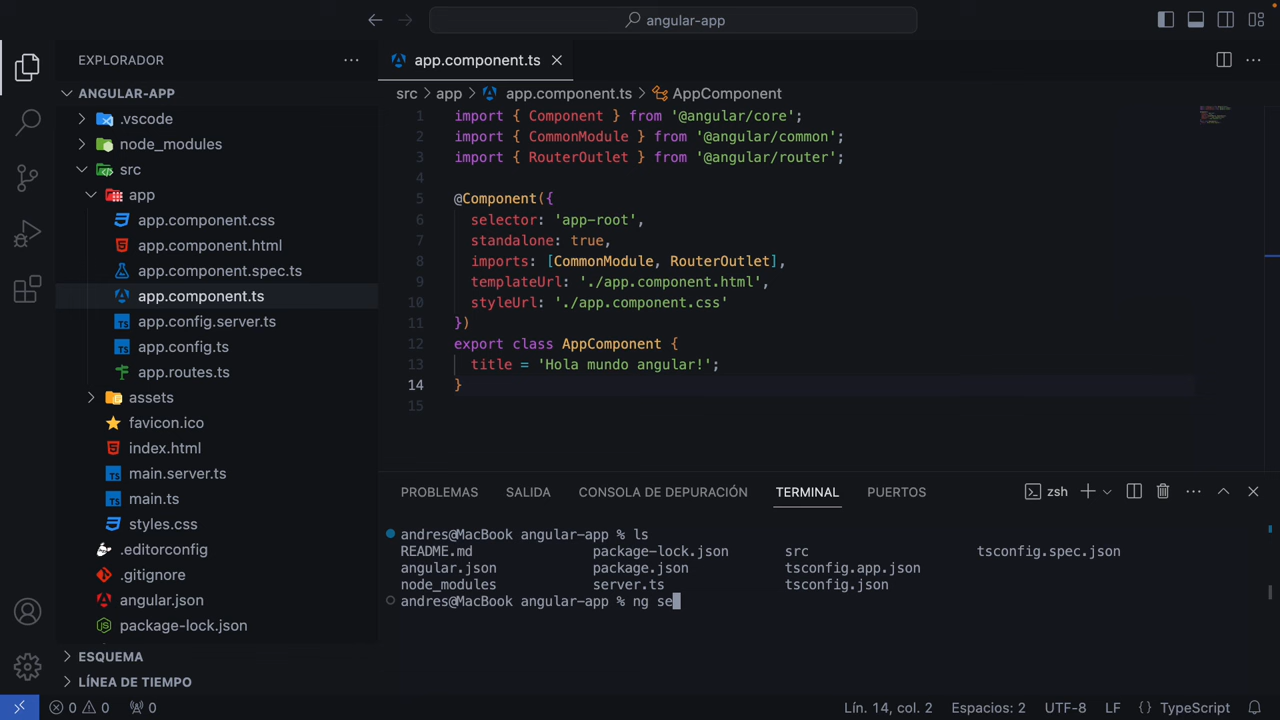 angular-app
EXPLORADOR
ANGULAR-APP
.vscode
node_modules
src
app
app.component.css
app.component.html
app.component.spec.ts
app.component.ts
app.config.server.ts
app.config.ts
app.routes.ts
assets
favicon.ico
index.html
main.server.ts
main.ts
styles.css
.editorconfig
.gitignore
angular.json
package-lock.json
ESQUEMA
LÍNEA DE TIEMPO
app.component.ts
src > app > app.component.ts > AppComponent
1 import { Component } from '@angular/core';
2 import { CommonModule } from '@angular/common';
3 import { RouterOutlet } from '@angular/router';
4
5 @Component({
6 selector: 'app-root',
7 standalone: true,
8 imports: [CommonModule, RouterOutlet],
9 templateUrl: './app.component.html',
10 styleUrl: './app.component.css'
11 })
12 export class AppComponent {
13 title = 'Hola mundo angular!';
14 }
15
PROBLEMAS SALIDA CONSOLA DE DEPURACIÓN TERMINAL PUERTOS zsh
andres@MacBook angular-app % ls
README.md package-lock.json src tsconfig.spec.json
angular.json package.json tsconfig.app.json
node_modules server.ts tsconfig.json
andres@MacBook angular-app % ng se
0 0 0 Lín. 14, col. 2 Espacios: 2 UTF-8 LF {} TypeScript